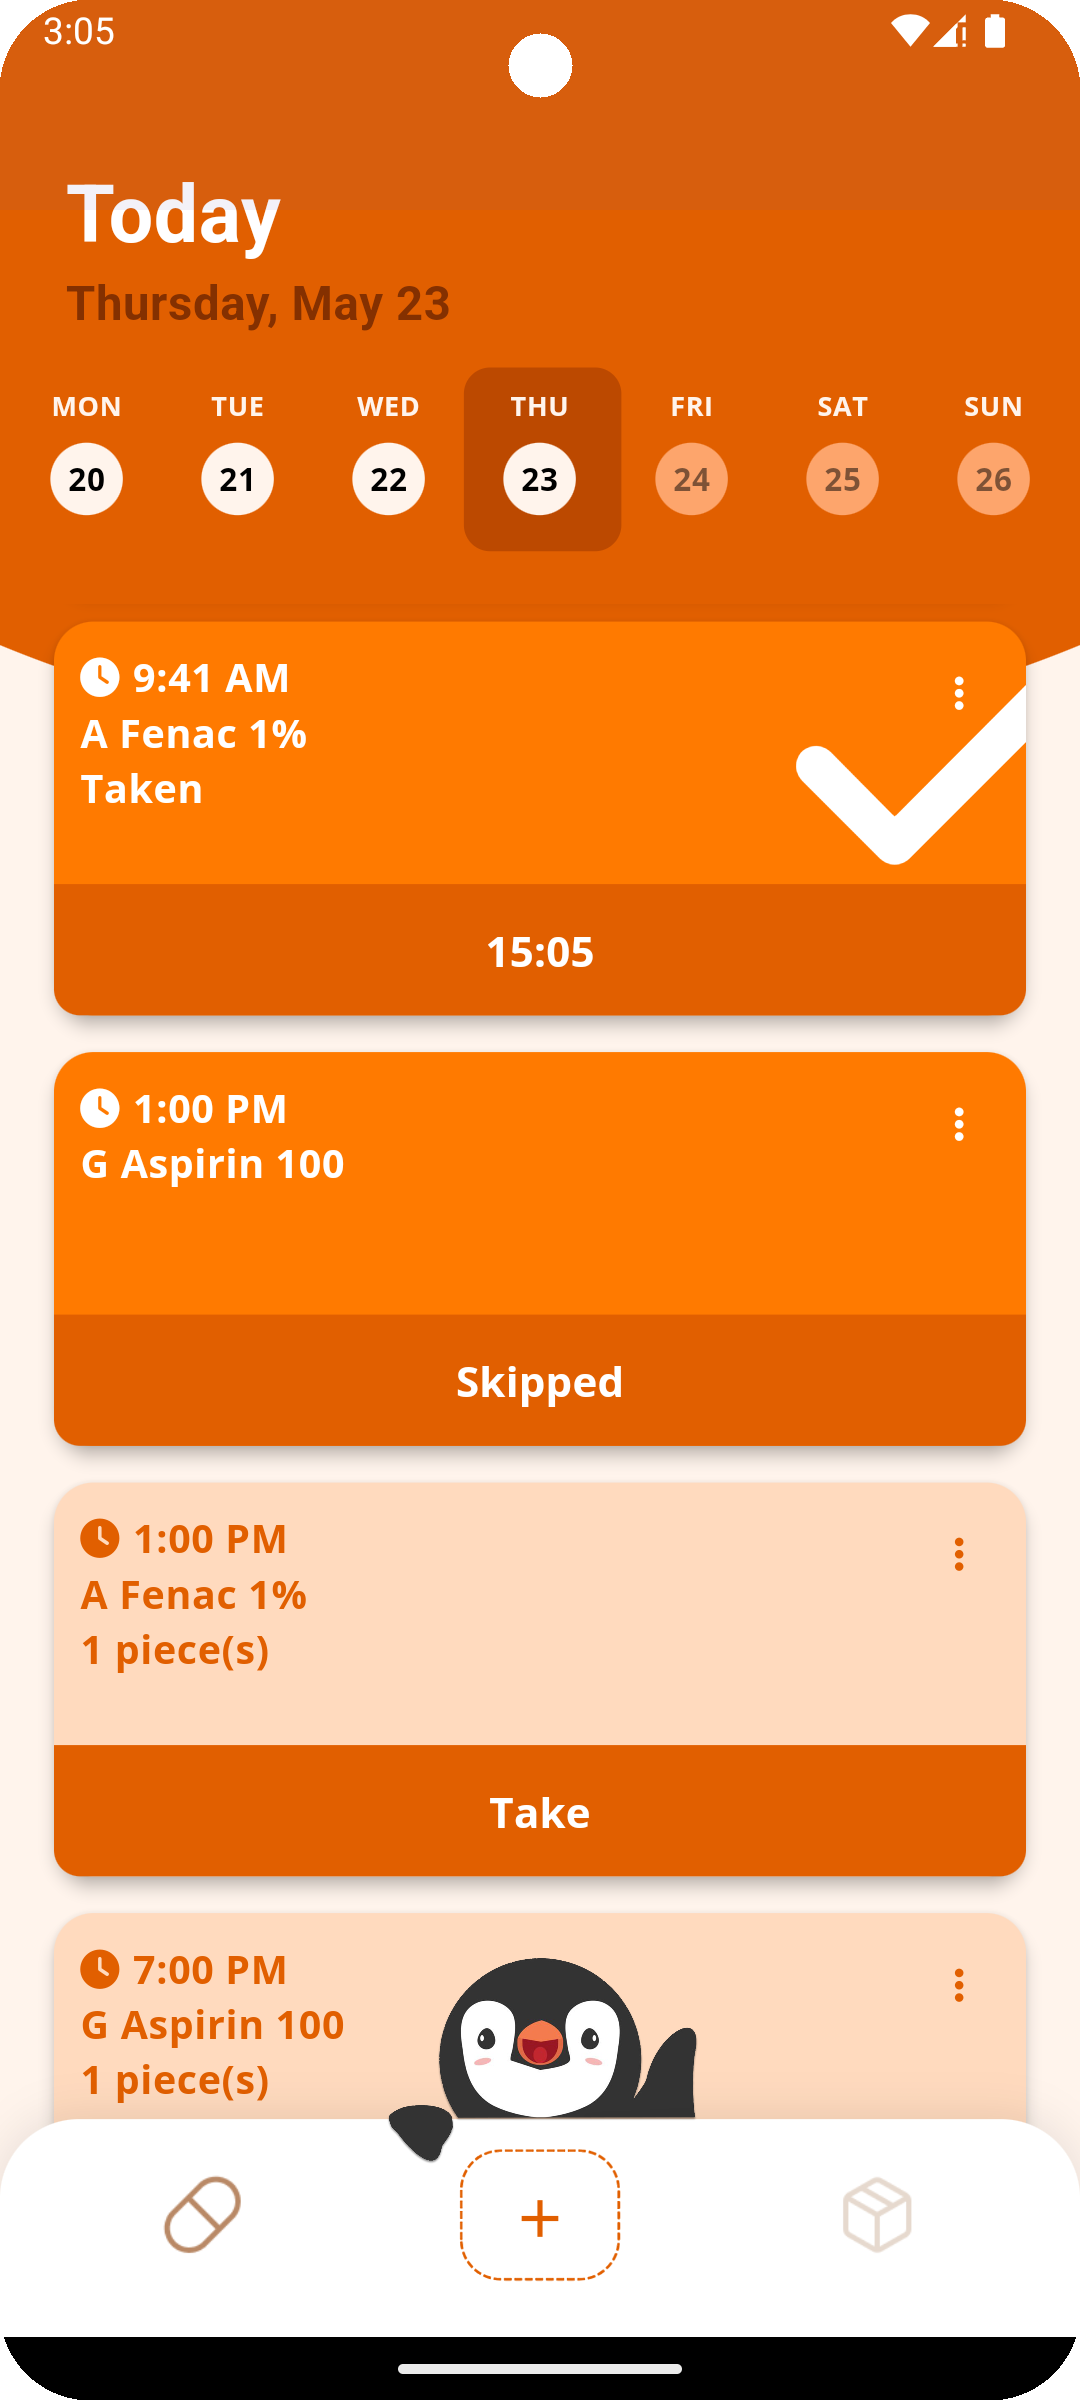 3:05
Today
Thursday, May 23
MON TUE WED THU FRI SAT SUN
20 21 22 23 24 25 26
9:41 AM
A Fenac 1%
Taken
15:05
1:00 PM
G Aspirin 100
Skipped
1:00 PM
A Fenac 1%
1 piece(s)
Take
7:00 PM
G Aspirin 100
1 piece(s)